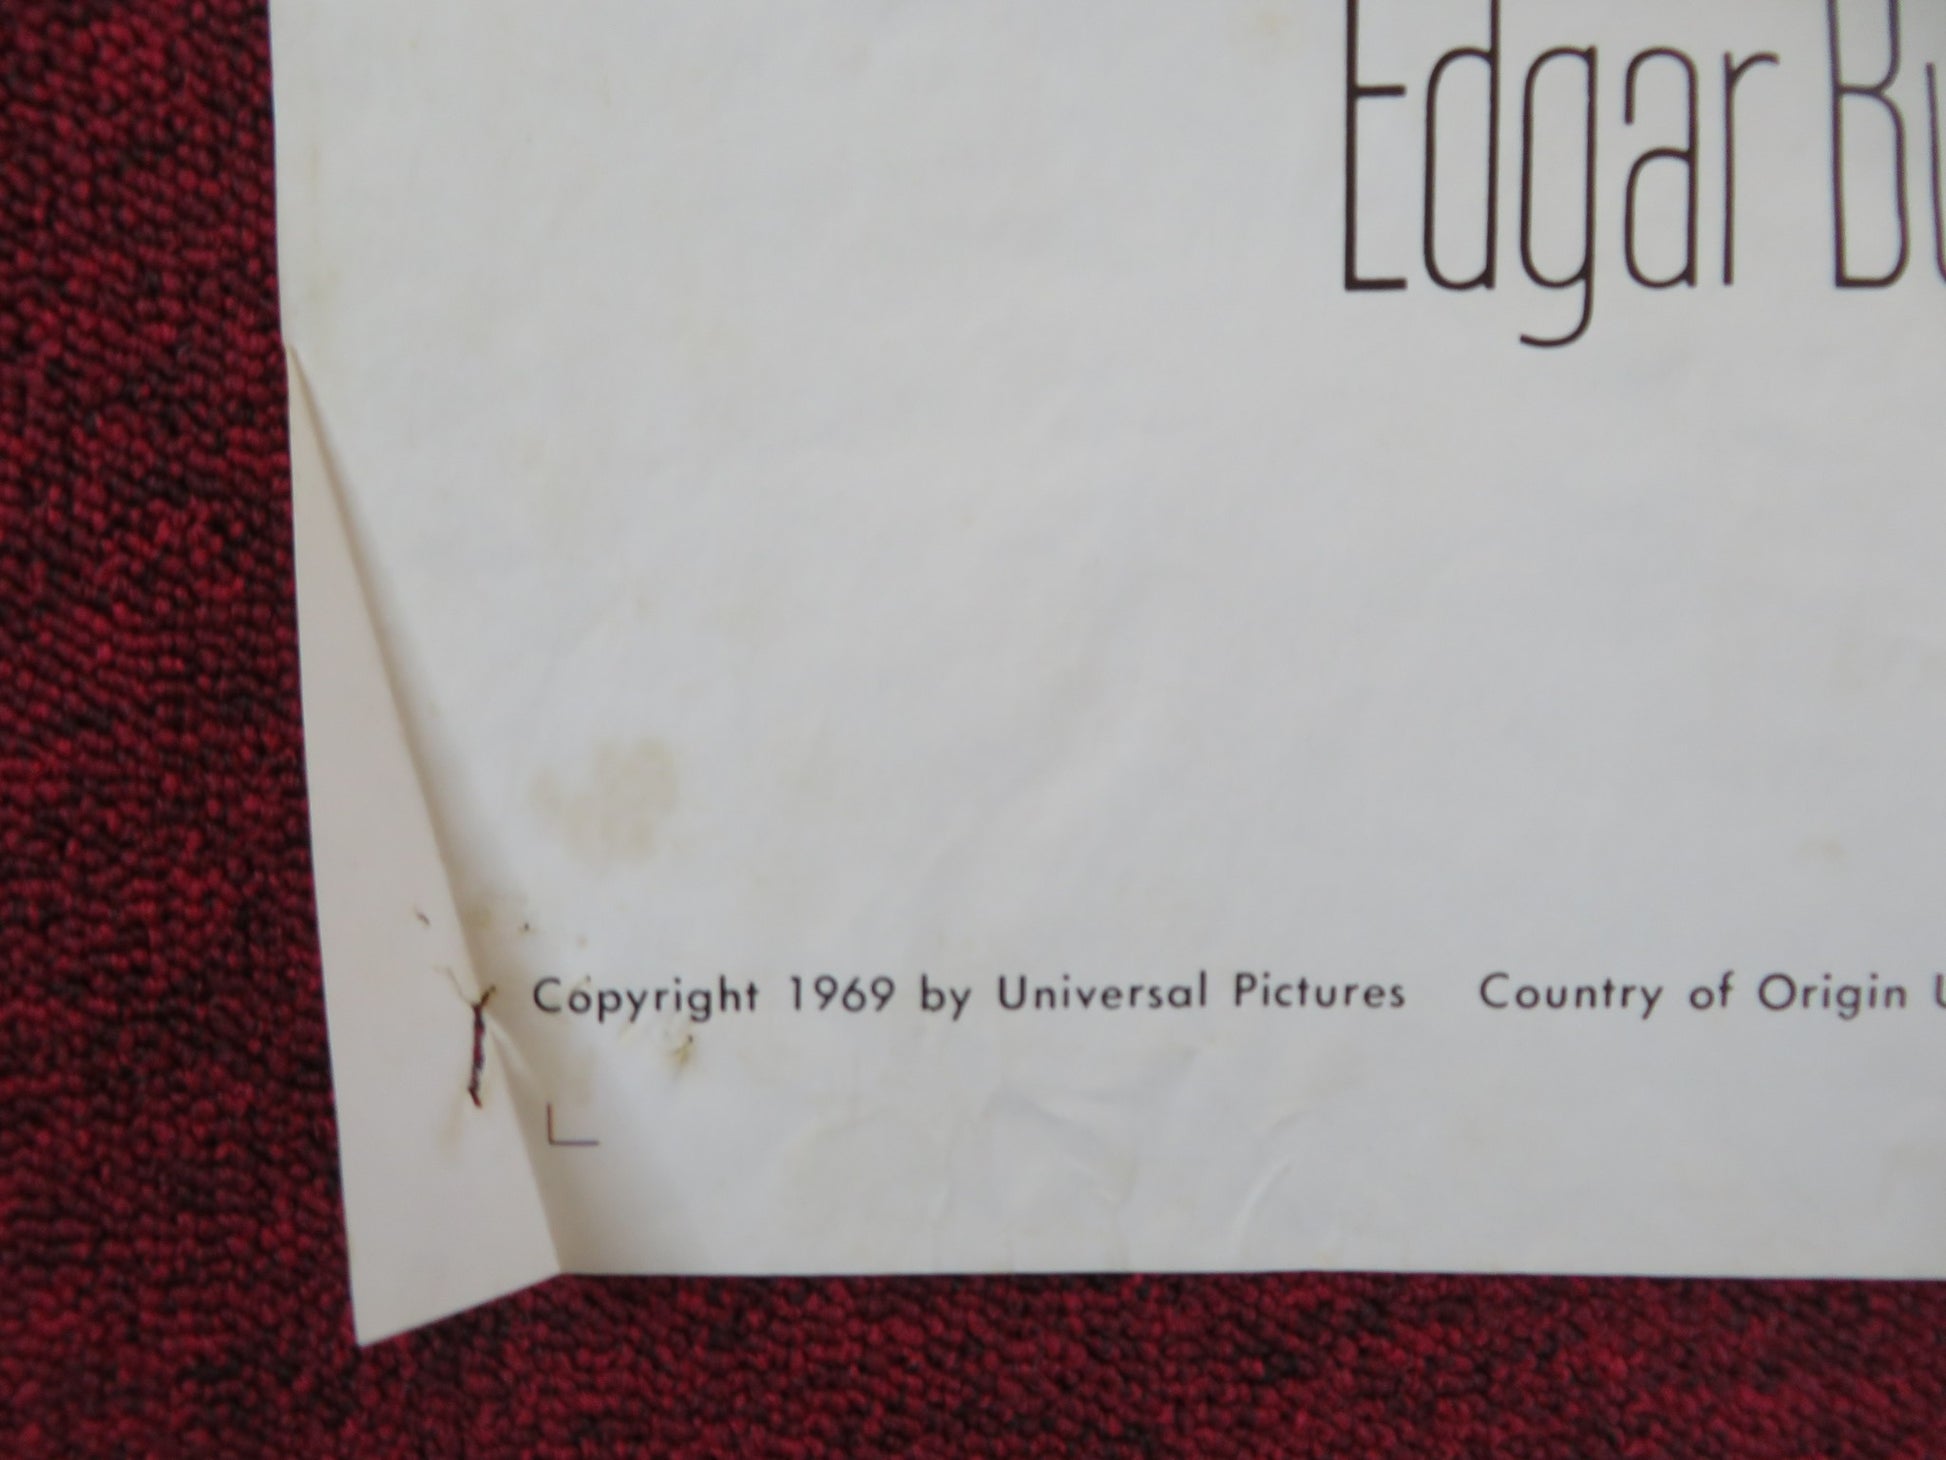 Edgar
Copyright 1969 by Universal Pictures Country of Origin